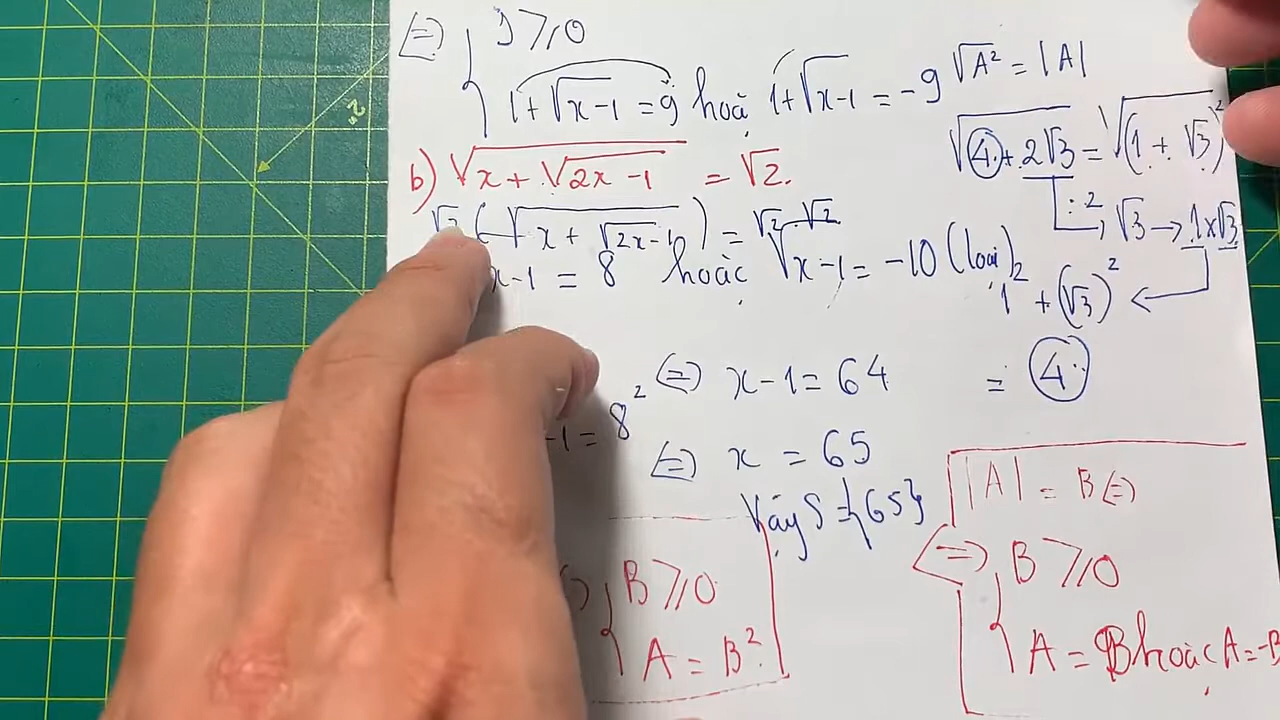 ⇔ { 9 ⩾ 0
1+√(x-1) = 9 hoặc 1+√(x-1) = -9
√A² = |A|
√(4+2√3) = √(1+√3)²
:2 → √3 → 1×√3
1² + (√3)²
= 4
b) √(x+√(2x-1)) = √2.
√2 (√(x+√(2x-1))) = √2.√2
x-1 = 8 hoặc √(x-1) = -10 (loại)
-1 = 8² ⇔ x-1 = 64
⇔ x = 65
Vậy S = {65}
{ B ⩾ 0
A = B²
|A| = B ⇔
⇔ { B ⩾ 0
A = B hoặc A = -B
2"